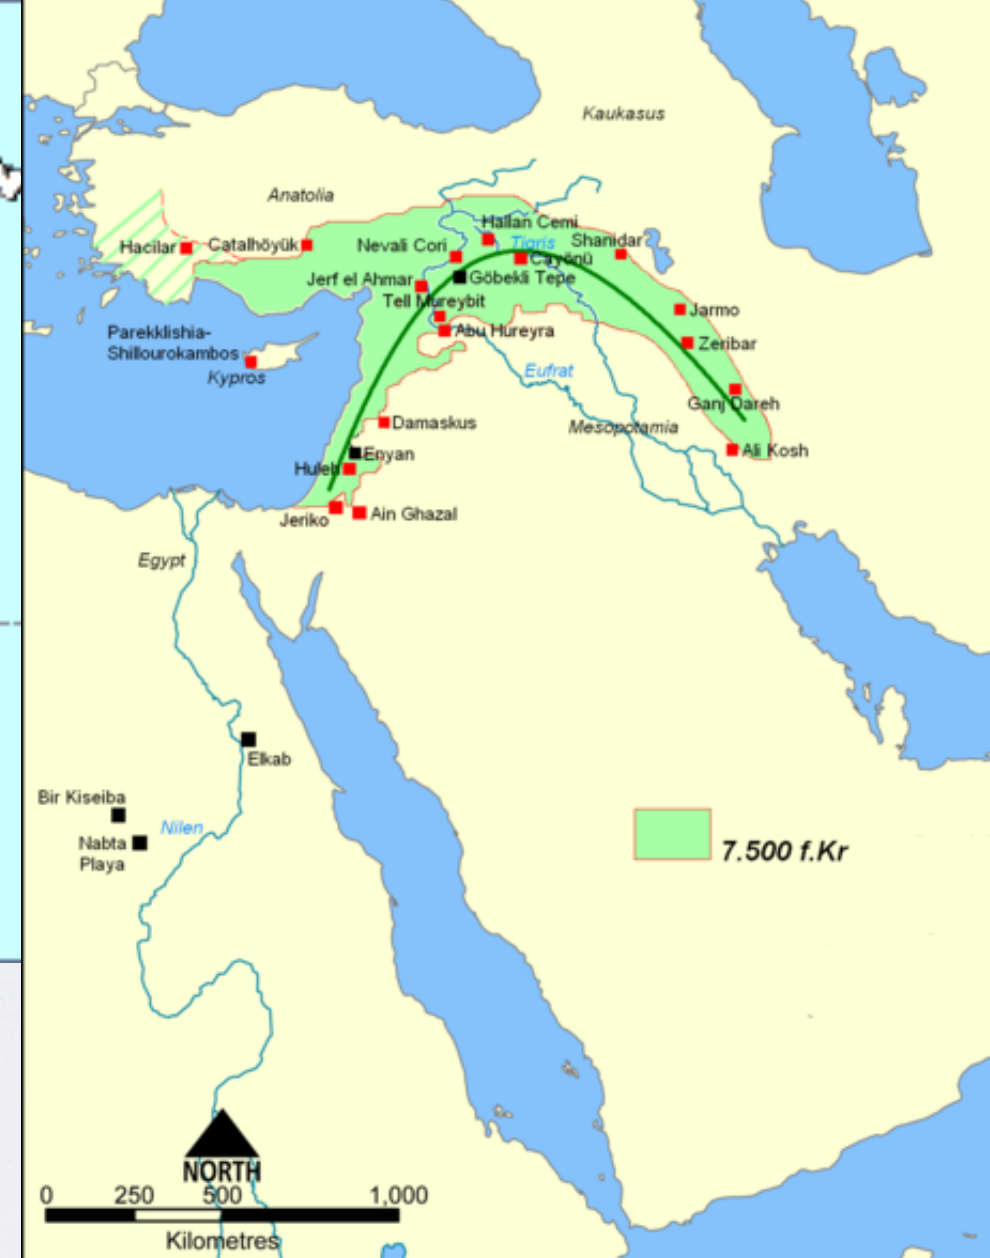 Kaukasus
Anatolia
Hallan Cemi
Hacilar
Catalhöyük
Nevali Cori
Tigris
Shanidar
Cayönü
Jerf el Ahmar
Göbekli Tepe
Tell Mureybit
Jarmo
Parekklishia-
Shillourokambos
Abu Hureyra
Zeribar
Kypros
Eufrat
Ganj Dareh
Damaskus
Mesopotamia
Enyan
Ali Kosh
Huleh
Jeriko
Ain Ghazal
Egypt
Elkab
Bir Kiseiba
Nilen
Nabta
Playa
7.500 f.Kr
NORTH
0 250 500 1,000
Kilometres